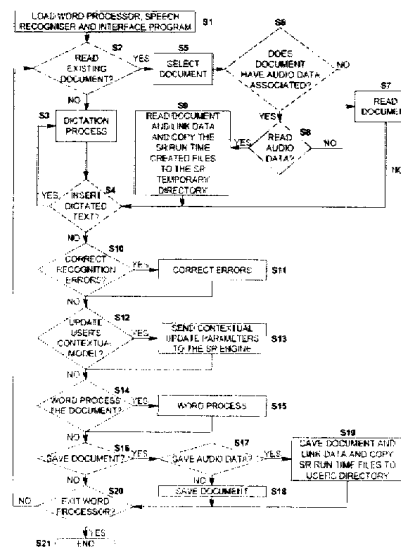 LOAD WORD PROCESSOR, SPEECH
RECOGNISER AND INTERFACE PROGRAM
S1
S2
READ
EXISTING
DOCUMENT?
YES
NO
S5
SELECT
DOCUMENT
S6
DOES
DOCUMENT
HAVE AUDIO DATA
ASSOCIATED?
NO
YES
S7
READ
S3
DICTATION
PROCESS
S9
READ DOCUMENT
AND LINK DATA
AND COPY THE
SR RUN TIME
CREATED FILES
TO THE SR
TEMPORARY
DIRECTORY
YES
S8
READ
AUDIO
DATA?
NO
NO
NO
S4
YES
INSERT
DICTATED
TEXT?
NO
S10
CORRECT
RECOGNITION
ERRORS?
YES
CORRECT ERRORS
S11
NO
S12
UPDATE
USER'S
CONTEXTUAL
MODEL?
YES
SEND CONTEXTUAL
UPDATE PARAMETERS
TO THE SR ENGINE
S13
NO
S14
WORD PROCESS
THE DOCUMENT?
YES
WORD PROCESS
S15
NO
S16
SAVE DOCUMENT?
YES
S17
SAVE AUDIO DATA?
YES
S19
SAVE DOCUMENT AND
LINK DATA AND COPY
SR RUN TIME FILES TO
USERS DIRECTORY
NO
NO
SAVE DOCUMENT
S18
S20
NO
EXIT WORD
PROCESSOR?
YES
S21
END